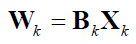 W_k = B_k X_k